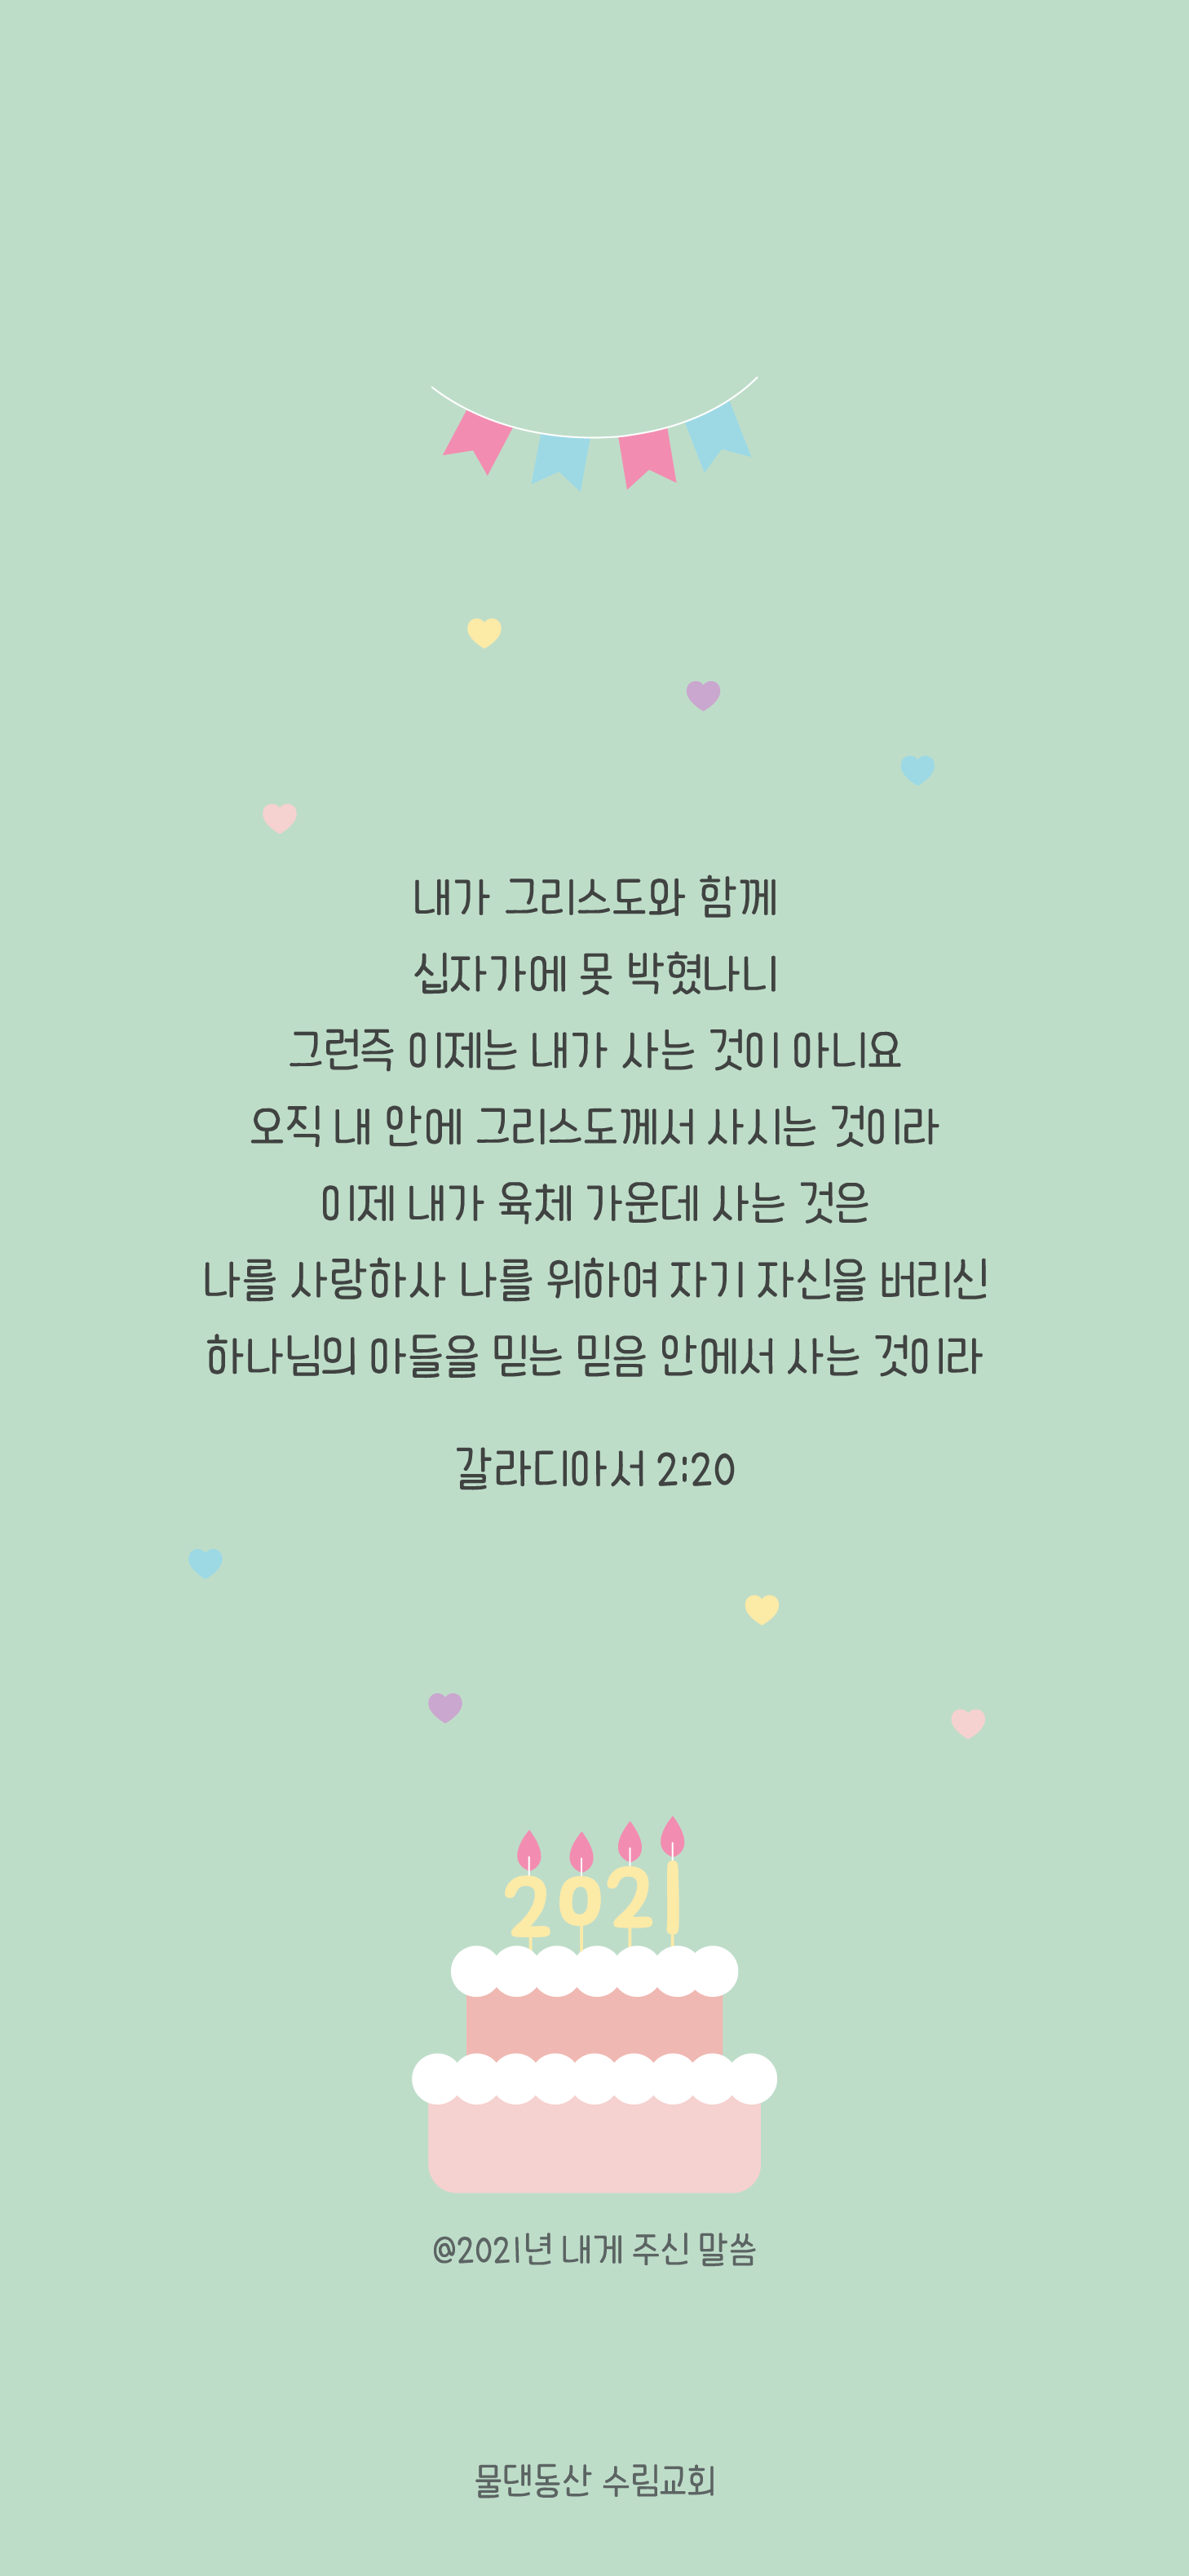 내가 그리스도와 함께
십자가에 못 박혔나니
그런즉 이제는 내가 사는 것이 아니요
오직 내 안에 그리스도께서 사시는 것이라
이제 내가 육체 가운데 사는 것은
나를 사랑하사 나를 위하여 자기 자신을 버리신
하나님의 아들을 믿는 믿음 안에서 사는 것이라
갈라디아서 2:20
2021
@2021년 내게 주신 말씀
물댄동산 수림교회